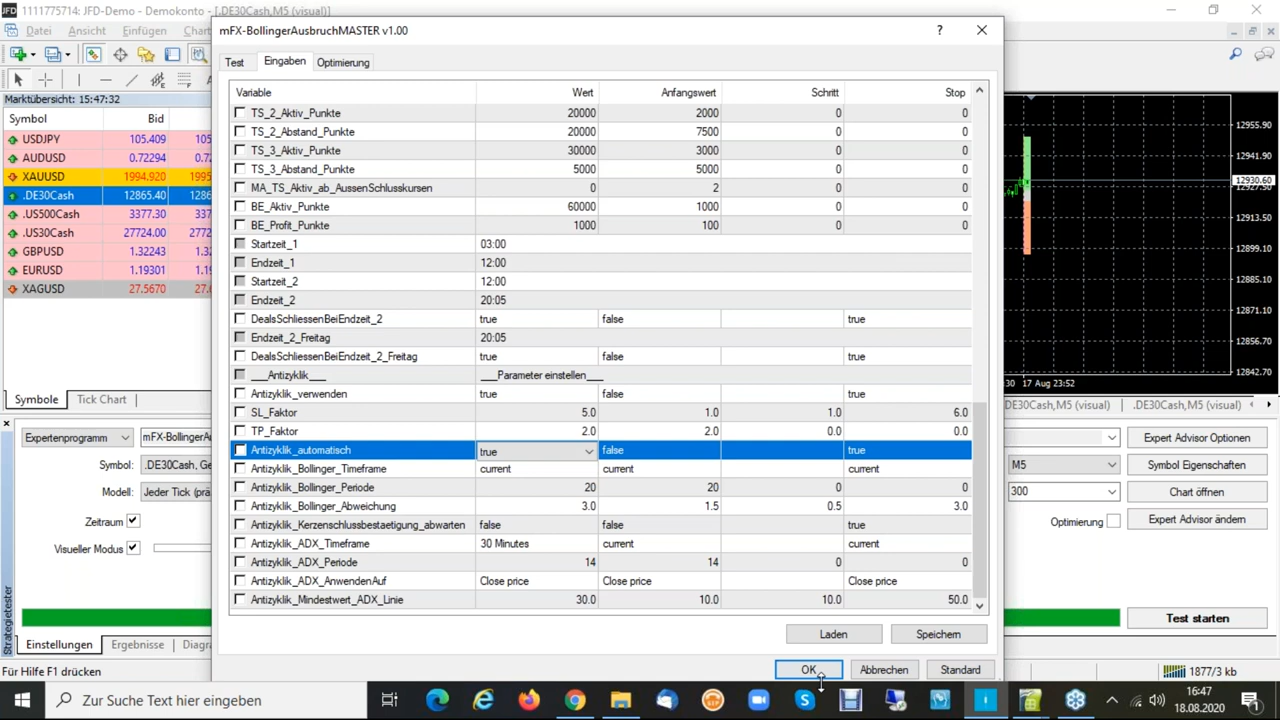 1111775714: JFD-Demo - Demokonto - [.DE30Cash,M5 (visual)]
Datei Ansicht Einfügen
mFX-BollingerAusbruchMASTER v1.00
Test Eingaben Optimierung
Variable Wert Anfangswert Schritt Stop
TS_2_Aktiv_Punkte 20000 2000 0 0
TS_2_Abstand_Punkte 20000 7500 0 0
TS_3_Aktiv_Punkte 30000 3000 0 0
TS_3_Abstand_Punkte 5000 5000 0 0
MA_TS_Aktiv_ab_AussenSchlusskursen 0 2 0 0
BE_Aktiv_Punkte 60000 1000 0 0
BE_Profit_Punkte 1000 100 0 0
Startzeit_1 03:00
Endzeit_1 12:00
Startzeit_2 12:00
Endzeit_2 20:05
DealsSchliessenBeiEndzeit_2 true false true
Endzeit_2_Freitag 20:05
DealsSchliessenBeiEndzeit_2_Freitag true false true
___Antizyklik___ ___Parameter einstellen___
Antizyklik_verwenden true false true
SL_Faktor 5.0 1.0 1.0 6.0
TP_Faktor 2.0 2.0 0.0 0.0
Antizyklik_automatisch true false true
Antizyklik_Bollinger_Timeframe current current current
Antizyklik_Bollinger_Periode 20 20 0 0
Antizyklik_Bollinger_Abweichung 3.0 1.5 0.5 3.0
Antizyklik_Kerzenschlussbestaetigung_abwarten false false true
Antizyklik_ADX_Timeframe 30 Minutes current current
Antizyklik_ADX_Periode 14 14 0 0
Antizyklik_ADX_AnwendenAuf Close price Close price Close price
Antizyklik_Mindestwert_ADX_Linie 30.0 10.0 10.0 50.0
Laden Speichern
OK Abbrechen Standard
Marktübersicht: 15:47:32
Symbol Bid
USDJPY 105.409
AUDUSD 0.72294
XAUUSD 1994.920
.DE30Cash 12865.40
.US500Cash 3377.30
.US30Cash 27724.00
GBPUSD 1.32243
EURUSD 1.19301
XAGUSD 27.5670
Symbole Tick Chart
12955.90
12941.90
12930.60
12913.50
12899.10
12885.10
12870.70
12856.70
12842.70
17 Aug 23:52
.DE30Cash,M5 (visual)
Expertenprogramm
Symbol:
Modell: Jeder Tick
Zeitraum
Visueller Modus
Expert Advisor Optionen
M5 Symbol Eigenschaften
300 Chart öffnen
Optimierung Expert Advisor ändern
Test starten
Strategietester
Einstellungen Ergebnisse
Für Hilfe F1 drücken
1877/3 kb
Suche Text hier eingeben
16:47
18.08.2020